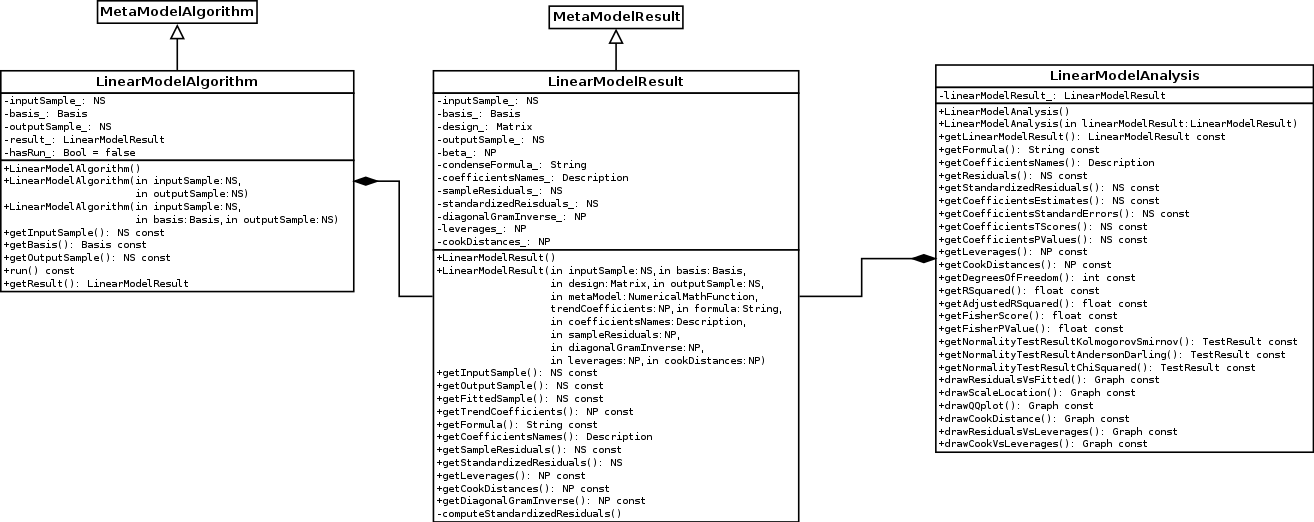 MetaModelAlgorithm
LinearModelAlgorithm
-inputSample_: NS
-basis_: Basis
-outputSample_: NS
-result_: LinearModelResult
-hasRun_: Bool = false
+LinearModelAlgorithm()
+LinearModelAlgorithm(in inputSample:NS,
in outputSample:NS)
+LinearModelAlgorithm(in inputSample:NS,
in basis:Basis,in outputSample:NS)
+getInputSample(): NS const
+getBasis(): Basis const
+getOutputSample(): NS const
+run() const
+getResult(): LinearModelResult
MetaModelResult
LinearModelResult
-inputSample_: NS
-basis_: Basis
-design_: Matrix
-outputSample_: NS
-beta_: NP
-condenseFormula_: String
-coefficientsNames_: Description
-sampleResiduals_: NS
-standardizedReisduals_: NS
-diagonalGramInverse_: NP
-leverages_: NP
-cookDistances_: NP
+LinearModelResult()
+LinearModelResult(in inputSample:NS,in basis:Basis,
in design:Matrix,in outputSample:NS,
in metaModel:NumericalMathFunction,
trendCoefficients:NP,in formula:String,
in coefficientsNames:Description,
in sampleResiduals:NP,
in diagonalGramInverse:NP,
in leverages:NP,in cookDistances:NP)
+getInputSample(): NS const
+getOutputSample(): NS const
+getFittedSample(): NS const
+getTrendCoefficients(): NP const
+getFormula(): String const
+getCoefficientsNames(): Description
+getSampleResiduals(): NS const
+getStandardizedResiduals(): NS
+getLeverages(): NP const
+getCookDistances(): NP const
+getDiagonalGramInverse(): NP const
-computeStandardizedResiduals()
LinearModelAnalysis
-linearModelResult_: LinearModelResult
+LinearModelAnalysis()
+LinearModelAnalysis(in linearModelResult:LinearModelResult)
+getLinearModelResult(): LinearModelResult const
+getFormula(): String const
+getCoefficientsNames(): Description
+getResiduals(): NS const
+getStandardizedResiduals(): NS const
+getCoefficientsEstimates(): NS const
+getCoefficientsStandardErrors(): NS const
+getCoefficientsTScores(): NS const
+getCoefficientsPValues(): NS const
+getLeverages(): NP const
+getCookDistances(): NP const
+getDegreesOfFreedom(): int const
+getRSquared(): float const
+getAdjustedRSquared(): float const
+getFisherScore(): float const
+getFisherPValue(): float const
+getNormalityTestResultKolmogorovSmirnov(): TestResult const
+getNormalityTestResultAndersonDarling(): TestResult const
+getNormalityTestResultChiSquared(): TestResult const
+drawResidualsVsFitted(): Graph const
+drawScaleLocation(): Graph const
+drawQQplot(): Graph const
+drawCookDistance(): Graph const
+drawResidualsVsLeverages(): Graph const
+drawCookVsLeverages(): Graph const